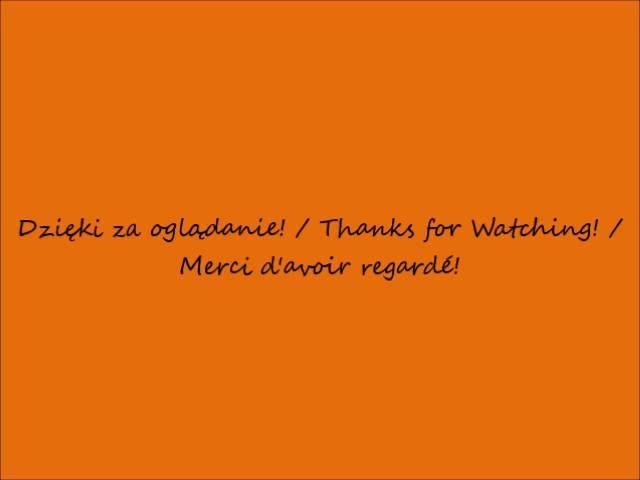 Dzięki za oglądanie! / Thanks for Watching! /
Merci d'avoir regardé!